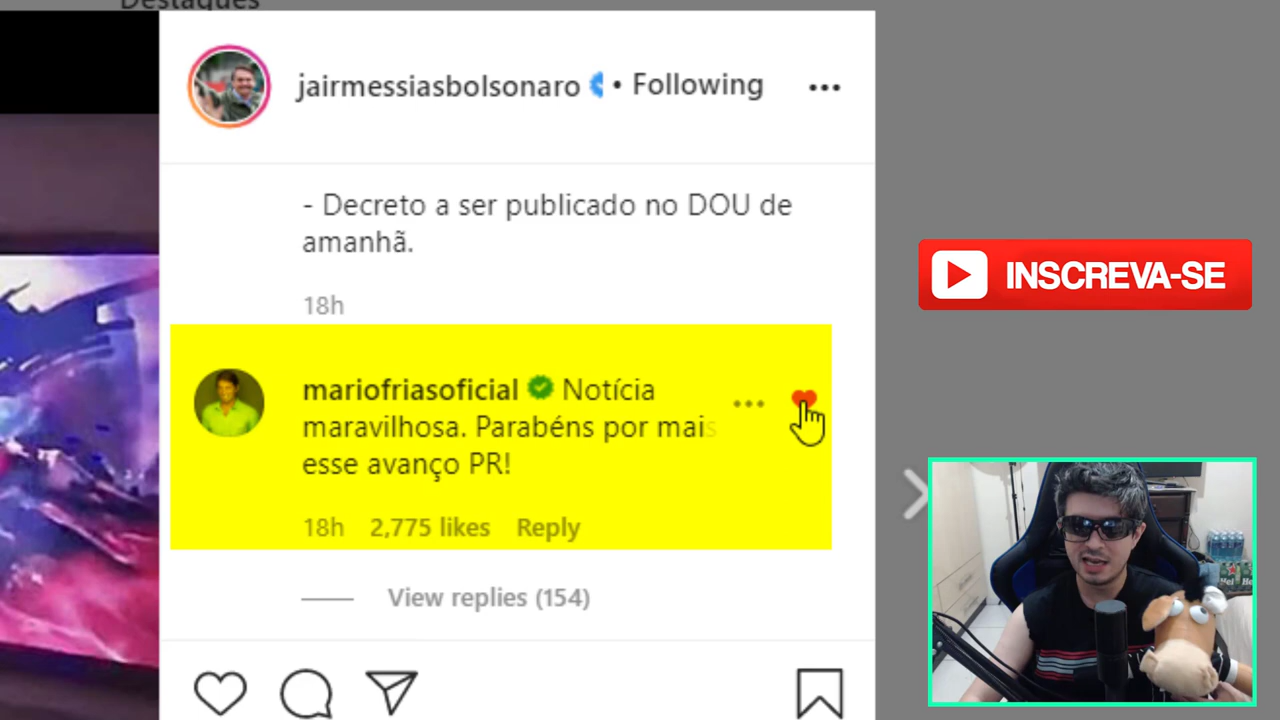 Destaques
jairmessiasbolsonaro • Following
- Decreto a ser publicado no DOU de
amanhã.
18h
mariofriasoficial Notícia
maravilhosa. Parabéns por mais
esse avanço PR!
18h 2,775 likes Reply
View replies (154)
INSCREVA-SE